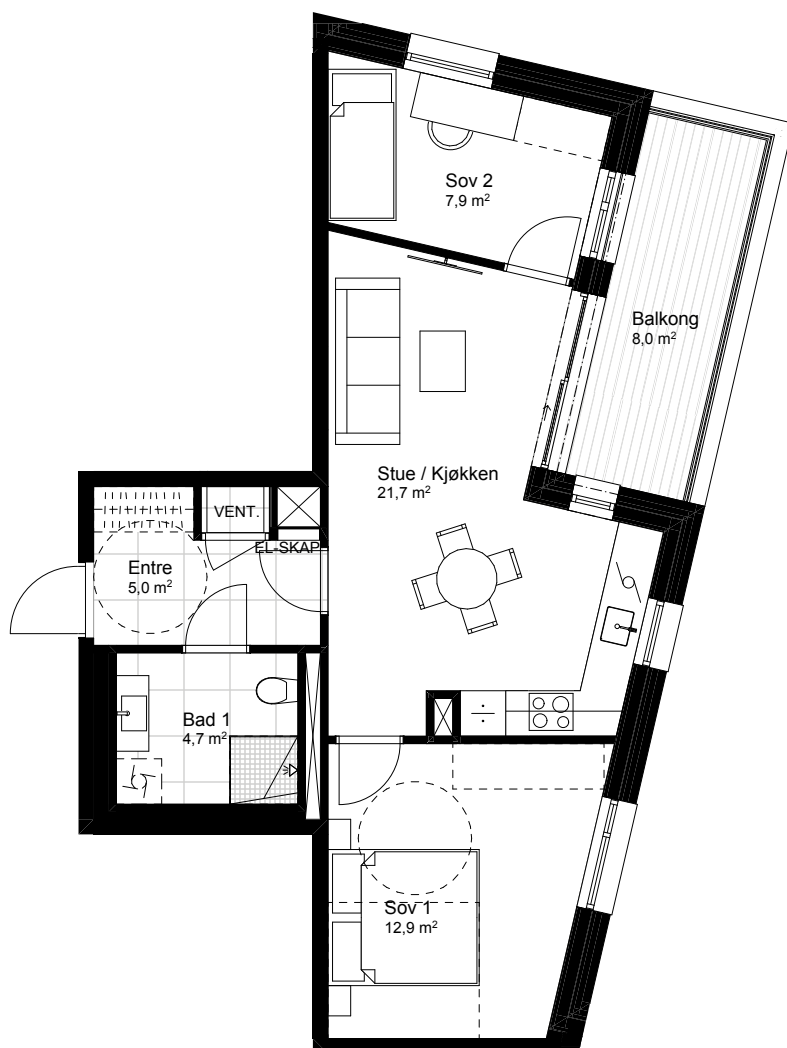 Sov 2
7,9 m²
Balkong
8,0 m²
Stue / Kjøkken
21,7 m²
VENT.
EL-SKAP
Entre
5,0 m²
Bad 1
4,7 m²
Sov 1
12,9 m²